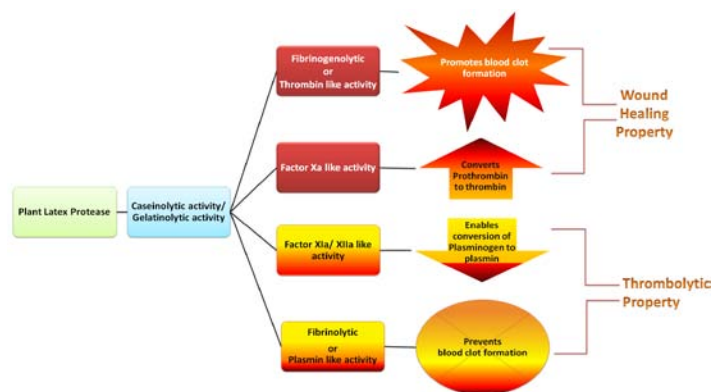 Plant Latex Protease
Caseinolytic activity/
Gelatinolytic activity
Fibrinogenolytic
or
Thrombin like activity
Promotes blood clot
formation
Factor Xa like activity
Converts
Prothrombin
to thrombin
Wound
Healing
Property
Factor XIa/ XIIa like
activity
Enables
conversion of
Plasminogen to
plasmin
Fibrinolytic
or
Plasmin like activity
Prevents
blood clot formation
Thrombolytic
Property